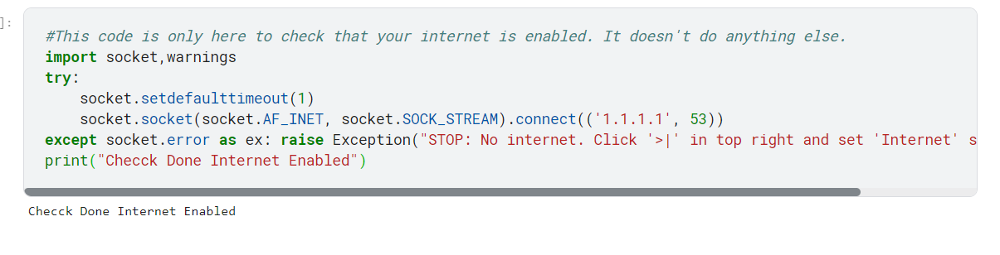 ]:
#This code is only here to check that your internet is enabled. It doesn't do anything else.
import socket,warnings
try:
    socket.setdefaulttimeout(1)
    socket.socket(socket.AF_INET, socket.SOCK_STREAM).connect(('1.1.1.1', 53))
except socket.error as ex: raise Exception("STOP: No internet. Click '>|' in top right and set 'Internet' s
print("Checck Done Internet Enabled")
Checck Done Internet Enabled